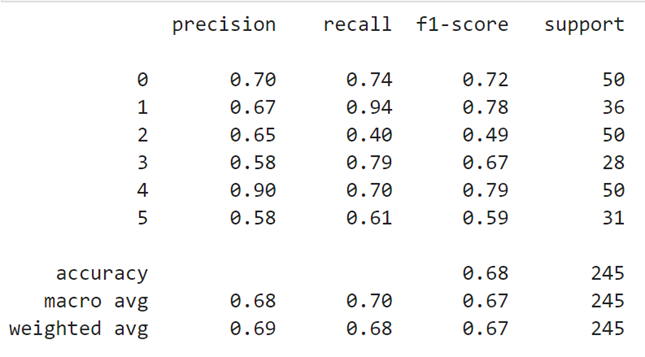 precision recall f1-score support
0 0.70 0.74 0.72 50
1 0.67 0.94 0.78 36
2 0.65 0.40 0.49 50
3 0.58 0.79 0.67 28
4 0.90 0.70 0.79 50
5 0.58 0.61 0.59 31
accuracy 0.68 245
macro avg 0.68 0.70 0.67 245
weighted avg 0.69 0.68 0.67 245